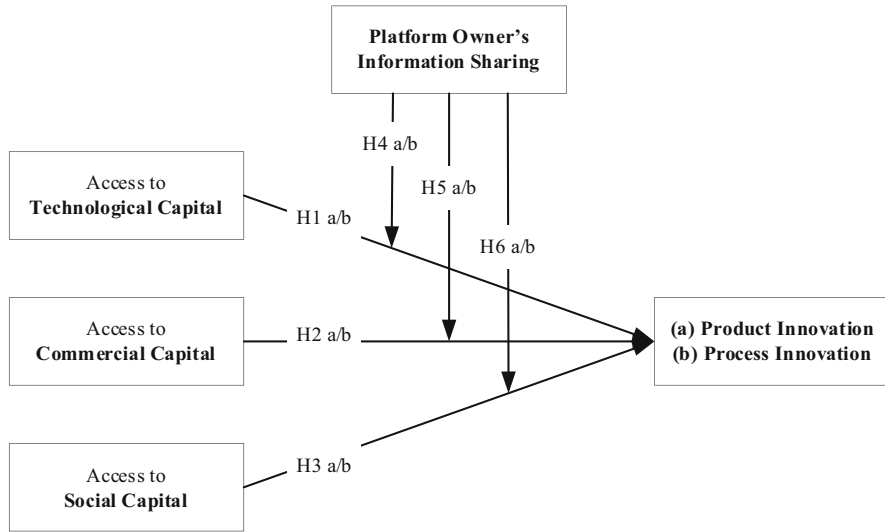 Platform Owner's
Information Sharing
H4 a/b
H5 a/b
H6 a/b
Access to
Technological Capital
H1 a/b
Access to
Commercial Capital
H2 a/b
(a) Product Innovation
(b) Process Innovation
Access to
Social Capital
H3 a/b